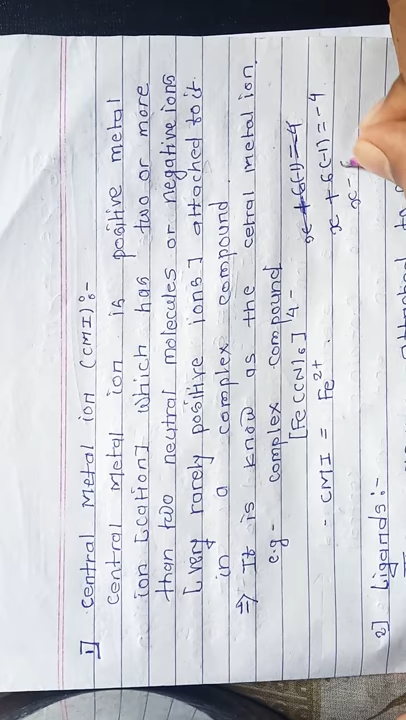 1] Central Metal ion (CMI):-
Central Metal ion is positive metal
ion [cation] which has two or more
than two neutral molecules or negative ions
[very rarely positive ions] attached to it
in a complex compound.
⇒ It is know as the cetral metal ion.
e.g- complex compound
[Fe(CN)6]4-
x + 6(-1) = -4
- CMI = Fe2+.
x + 6(-1) = -4
x -
2] Ligands:-
attached to